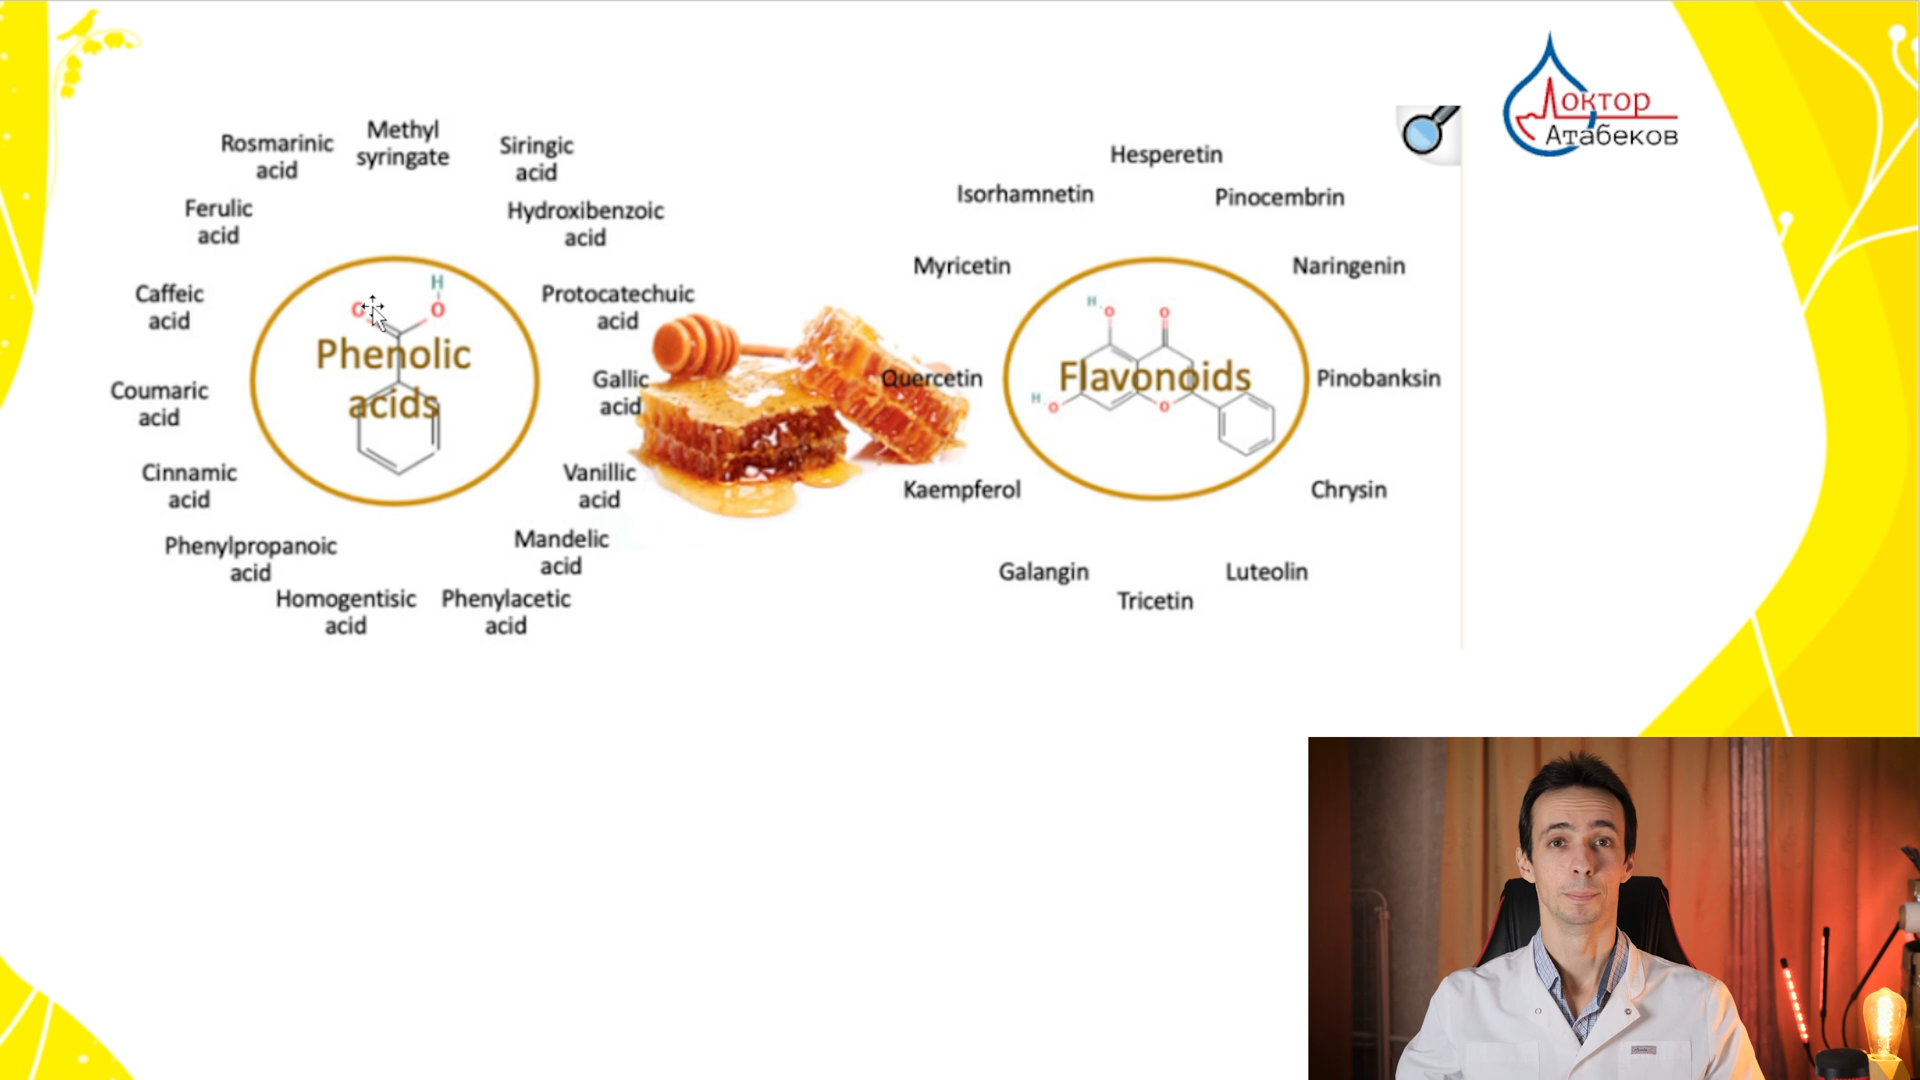 Доктор
Атабеков
Rosmarinic
acid
Methyl
syringate
Siringic
acid
Ferulic
acid
Hydroxibenzoic
acid
Caffeic
acid
Protocatechuic
acid
H
O
O
Phenolic
acids
Coumaric
acid
Gallic
acid
Cinnamic
acid
Vanillic
acid
Phenylpropanoic
acid
Mandelic
acid
Homogentisic
acid
Phenylacetic
acid
Hesperetin
Isorhamnetin
Pinocembrin
Myricetin
Naringenin
H
O
O
Quercetin
Flavonoids
Pinobanksin
H
O
O
Kaempferol
Chrysin
Galangin
Luteolin
Tricetin